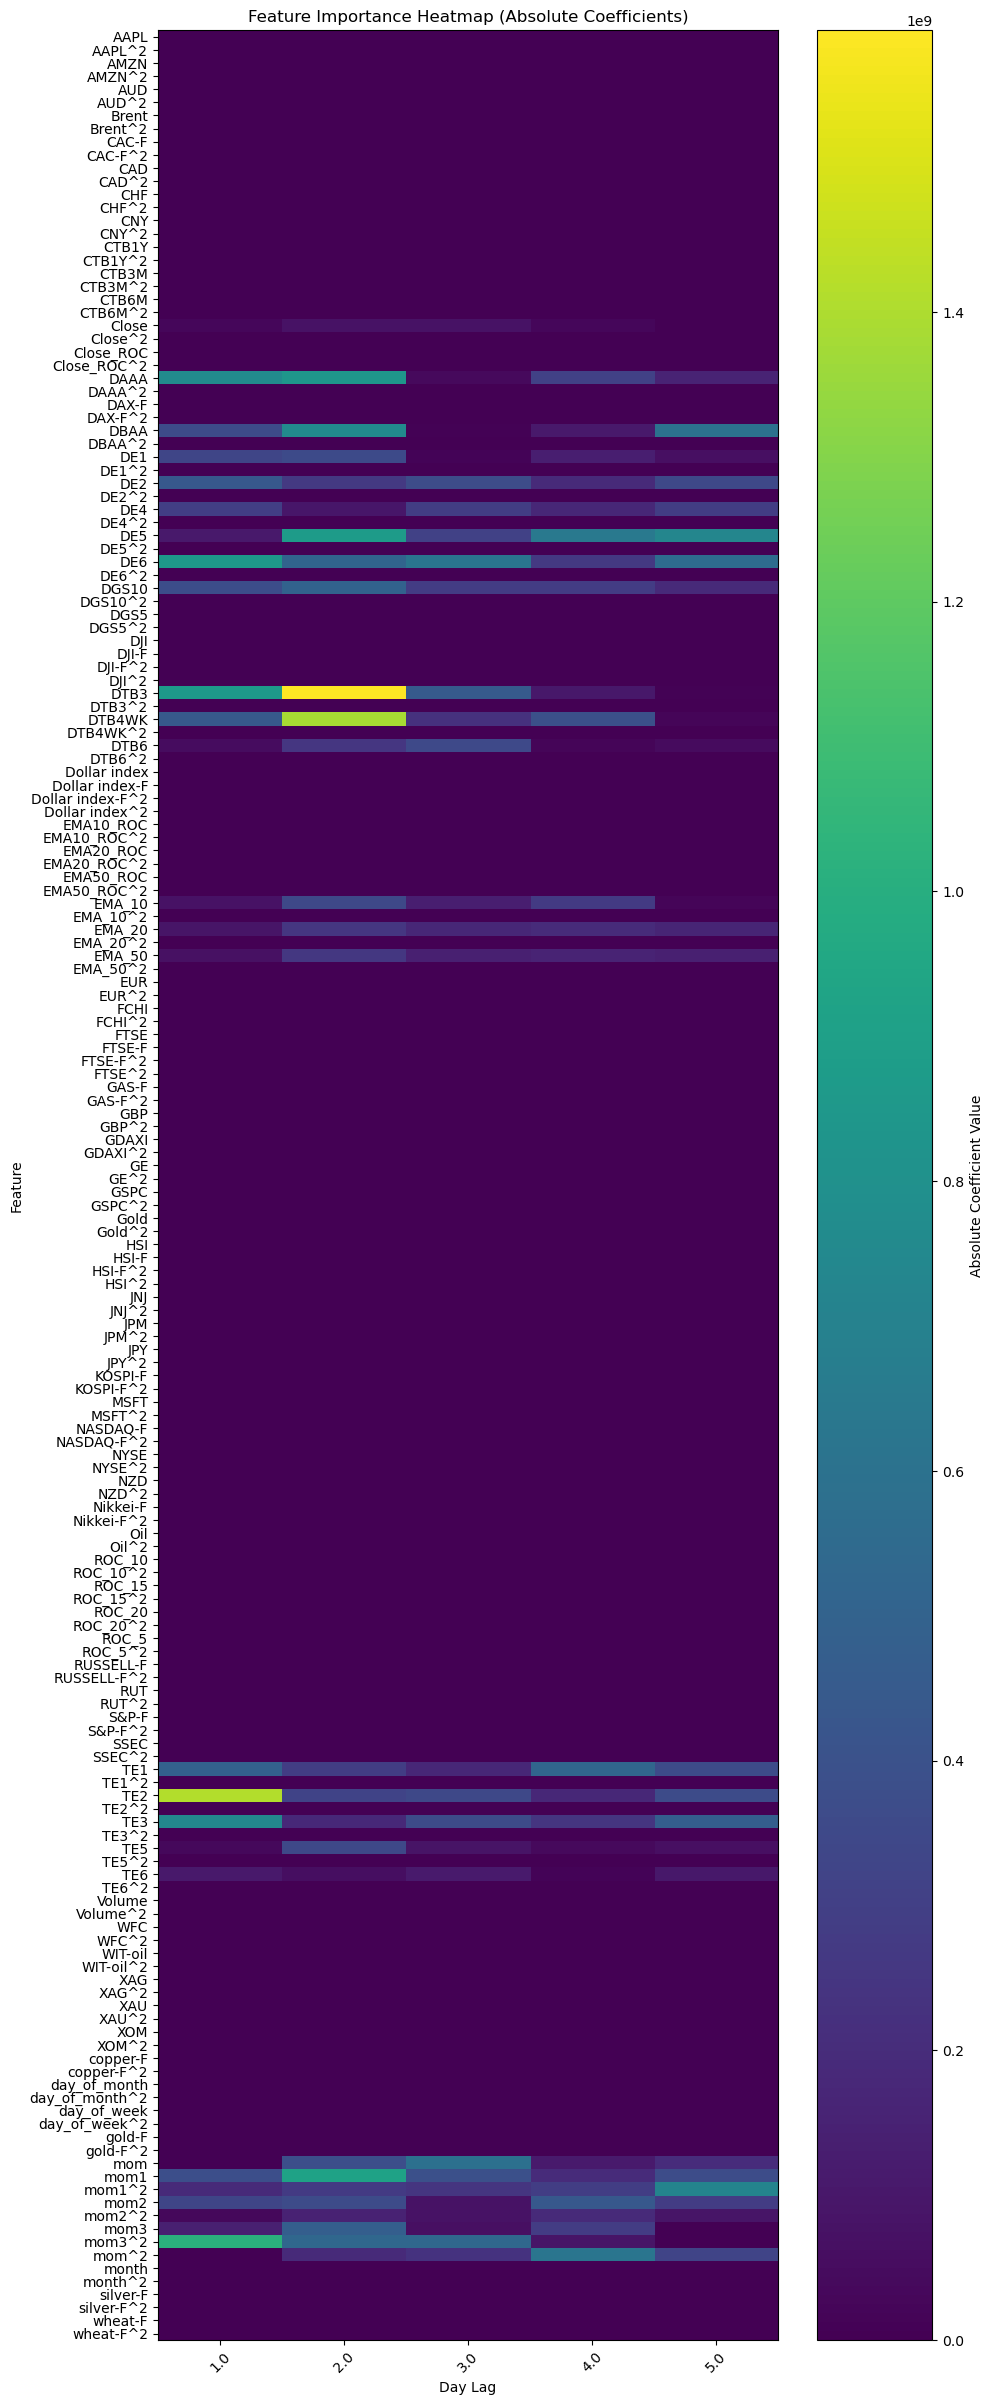 Feature Importance Heatmap (Absolute Coefficients)
1e9
AAPL
AAPL^2
AMZN
AMZN^2
AUD
AUD^2
Brent
Brent^2
CAC-F
CAC-F^2
CAD
CAD^2
CHF
CHF^2
CNY
CNY^2
CTB1Y
CTB1Y^2
CTB3M
CTB3M^2
CTB6M
CTB6M^2
Close
Close^2
Close_ROC
Close_ROC^2
DAAA
DAAA^2
DAX-F
DAX-F^2
DBAA
DBAA^2
DE1
DE1^2
DE2
DE2^2
DE4
DE4^2
DE5
DE5^2
DE6
DE6^2
DGS10
DGS10^2
DGS5
DGS5^2
DJI
DJI-F
DJI-F^2
DJI^2
DTB3
DTB3^2
DTB4WK
DTB4WK^2
DTB6
DTB6^2
Dollar index
Dollar index-F
Dollar index-F^2
Dollar index^2
EMA10_ROC
EMA10_ROC^2
EMA20_ROC
EMA20_ROC^2
EMA50_ROC
EMA50_ROC^2
EMA_10
EMA_10^2
EMA_20
EMA_20^2
EMA_50
EMA_50^2
EUR
EUR^2
FCHI
FCHI^2
FTSE
FTSE-F
FTSE-F^2
FTSE^2
GAS-F
GAS-F^2
GBP
GBP^2
GDAXI
GDAXI^2
GE
GE^2
GSPC
GSPC^2
Gold
Gold^2
HSI
HSI-F
HSI-F^2
HSI^2
JNJ
JNJ^2
JPM
JPM^2
JPY
JPY^2
KOSPI-F
KOSPI-F^2
MSFT
MSFT^2
NASDAQ-F
NASDAQ-F^2
NYSE
NYSE^2
NZD
NZD^2
Nikkei-F
Nikkei-F^2
Oil
Oil^2
ROC_10
ROC_10^2
ROC_15
ROC_15^2
ROC_20
ROC_20^2
ROC_5
ROC_5^2
RUSSELL-F
RUSSELL-F^2
RUT
RUT^2
S&P-F
S&P-F^2
SSEC
SSEC^2
TE1
TE1^2
TE2
TE2^2
TE3
TE3^2
TE5
TE5^2
TE6
TE6^2
Volume
Volume^2
WFC
WFC^2
WIT-oil
WIT-oil^2
XAG
XAG^2
XAU
XAU^2
XOM
XOM^2
copper-F
copper-F^2
day_of_month
day_of_month^2
day_of_week
day_of_week^2
gold-F
gold-F^2
mom
mom1
mom1^2
mom2
mom2^2
mom3
mom3^2
mom^2
month
month^2
silver-F
silver-F^2
wheat-F
wheat-F^2
Feature
1.0
2.0
3.0
4.0
5.0
Day Lag
1.4
1.2
1.0
0.8
0.6
0.4
0.2
0.0
Absolute Coefficient Value